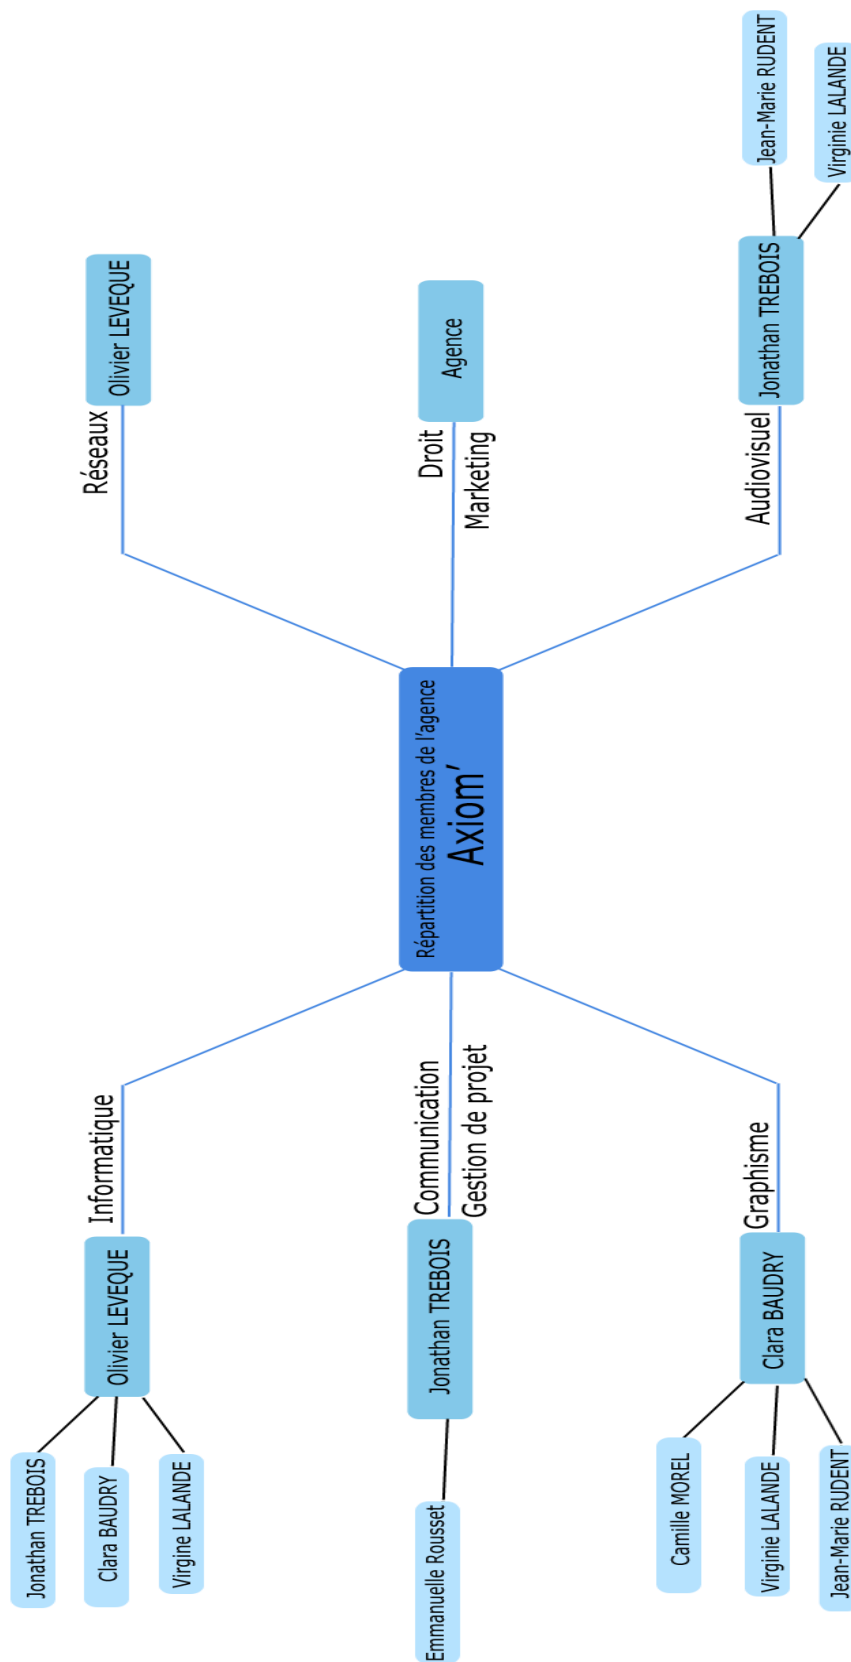 Répartition des membres de l'agence
Axiom'
Informatique
Olivier LEVEQUE
Jonathan TREBOIS
Clara BAUDRY
Virgine LALANDE
Communication
Gestion de projet
Jonathan TREBOIS
Emmanuelle Rousset
Graphisme
Clara BAUDRY
Camille MOREL
Virginie LALANDE
Jean-Marie RUDENT
Réseaux
Olivier LEVEQUE
Droit
Marketing
Agence
Audiovisuel
Jonathan TREBOIS
Jean-Marie RUDENT
Virginie LALANDE